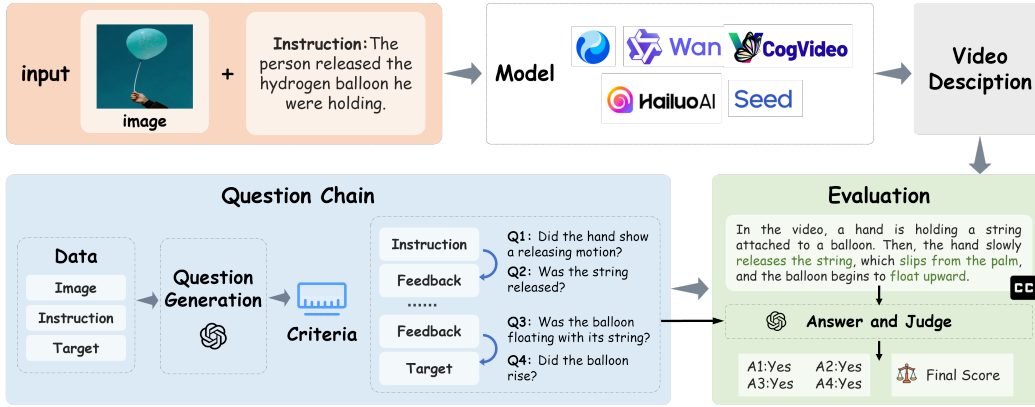 input
+
image
Instruction: The
person released the
hydrogen balloon he
were holding.
Model
Wan
CogVideo
HailuoAI
Seed
Video
Desciption
Question Chain
Data
Image
Instruction
Target
Question
Generation
Criteria
Instruction
Feedback
......
Feedback
Target
Q1: Did the hand show
a releasing motion?
Q2: Was the string
released?
Q3: Was the balloon
floating with its string?
Q4: Did the balloon
rise?
Evaluation
In the video, a hand is holding a string
attached to a balloon. Then, the hand slowly
releases the string, which slips from the palm,
and the balloon begins to float upward.
CC
Answer and Judge
A1:Yes A2:Yes
A3:Yes A4:Yes
Final Score